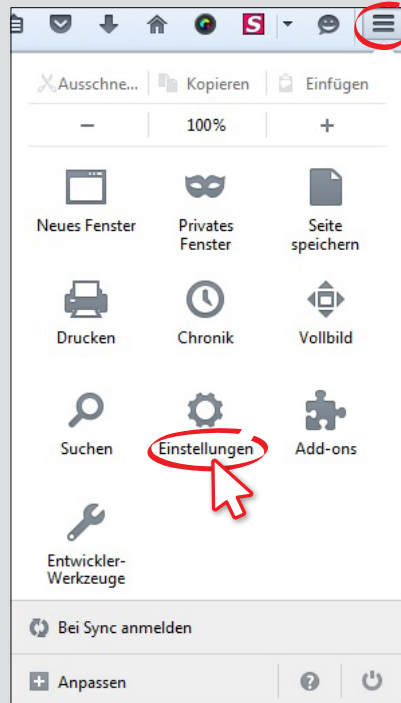 S
Ausschne... Kopieren Einfügen
− 100% +
Neues Fenster Privates Seite
Fenster speichern
Drucken Chronik Vollbild
Suchen Einstellungen Add-ons
Entwickler-
Werkzeuge
Bei Sync anmelden
Anpassen ?